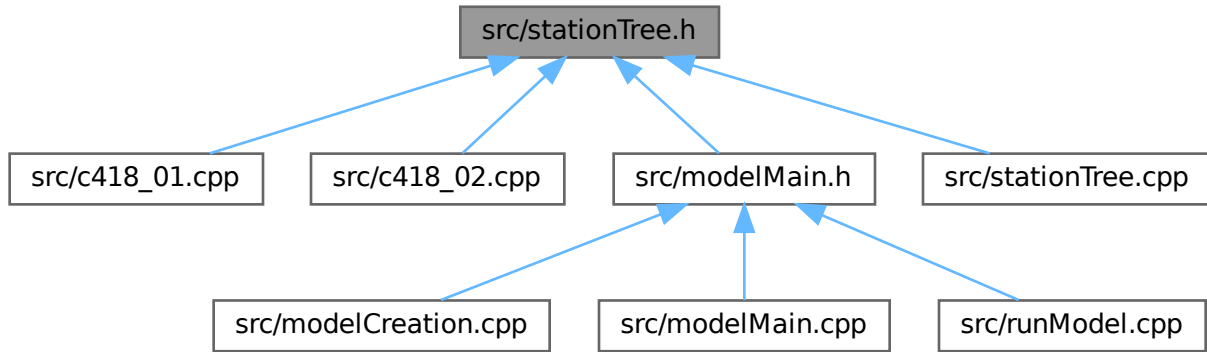 src/stationTree.h
src/c418_01.cpp
src/c418_02.cpp
src/modelMain.h
src/stationTree.cpp
src/modelCreation.cpp
src/modelMain.cpp
src/runModel.cpp